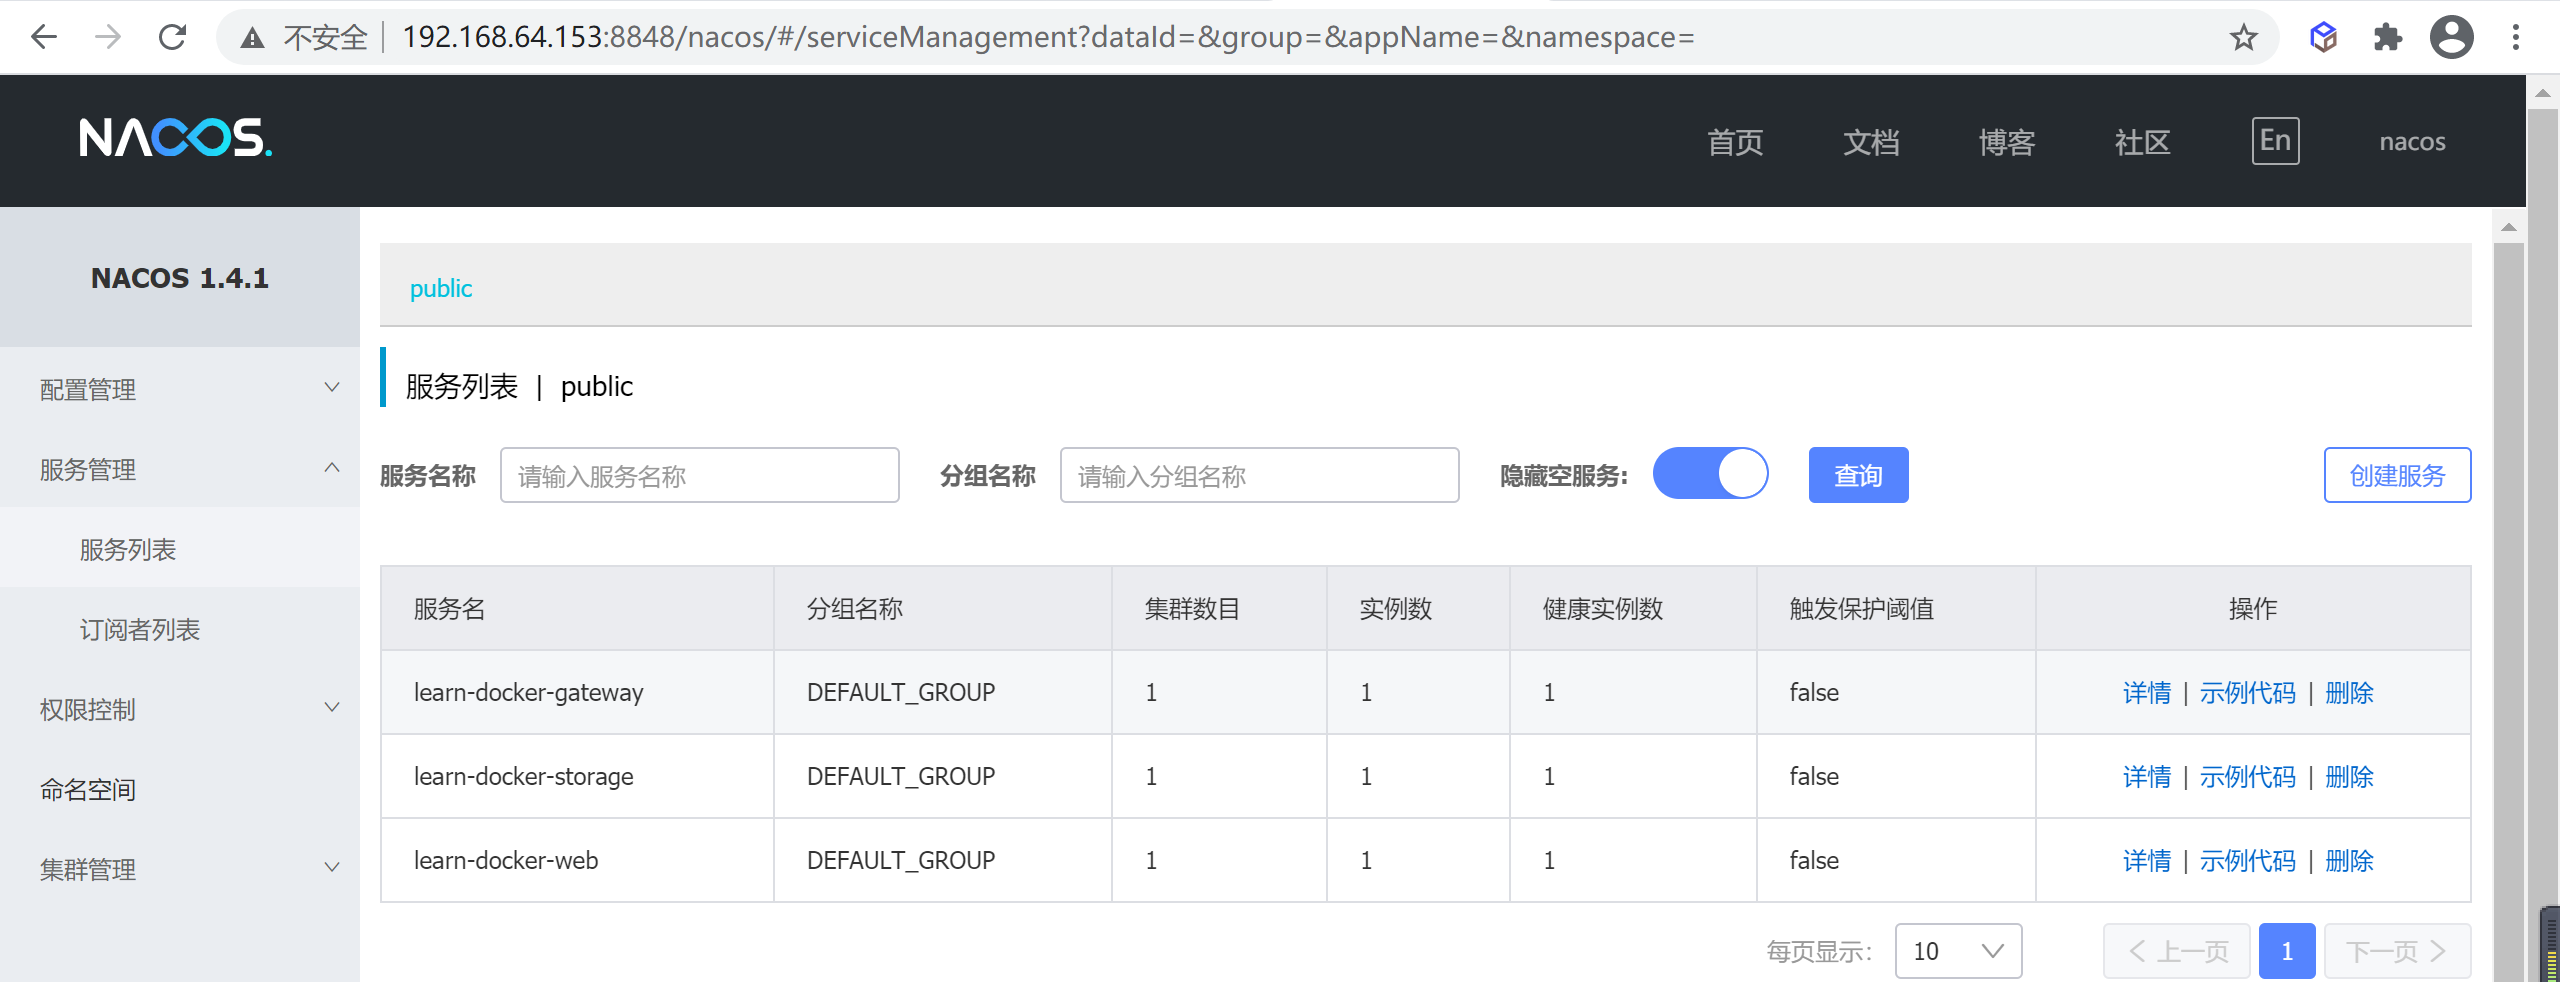 不安全 192.168.64.153:8848/nacos/#/serviceManagement?dataId=&group=&appName=&namespace=
NACOS. 首页 文档 博客 社区 En nacos
NACOS 1.4.1
配置管理
服务管理
服务列表
订阅者列表
权限控制
命名空间
集群管理
public
服务列表 | public
服务名称 请输入服务名称 分组名称 请输入分组名称 隐藏空服务: 查询 创建服务
服务名 分组名称 集群数目 实例数 健康实例数 触发保护阈值 操作
learn-docker-gateway DEFAULT_GROUP 1 1 1 false 详情 | 示例代码 | 删除
learn-docker-storage DEFAULT_GROUP 1 1 1 false 详情 | 示例代码 | 删除
learn-docker-web DEFAULT_GROUP 1 1 1 false 详情 | 示例代码 | 删除
每页显示: 10 上一页 1 下一页